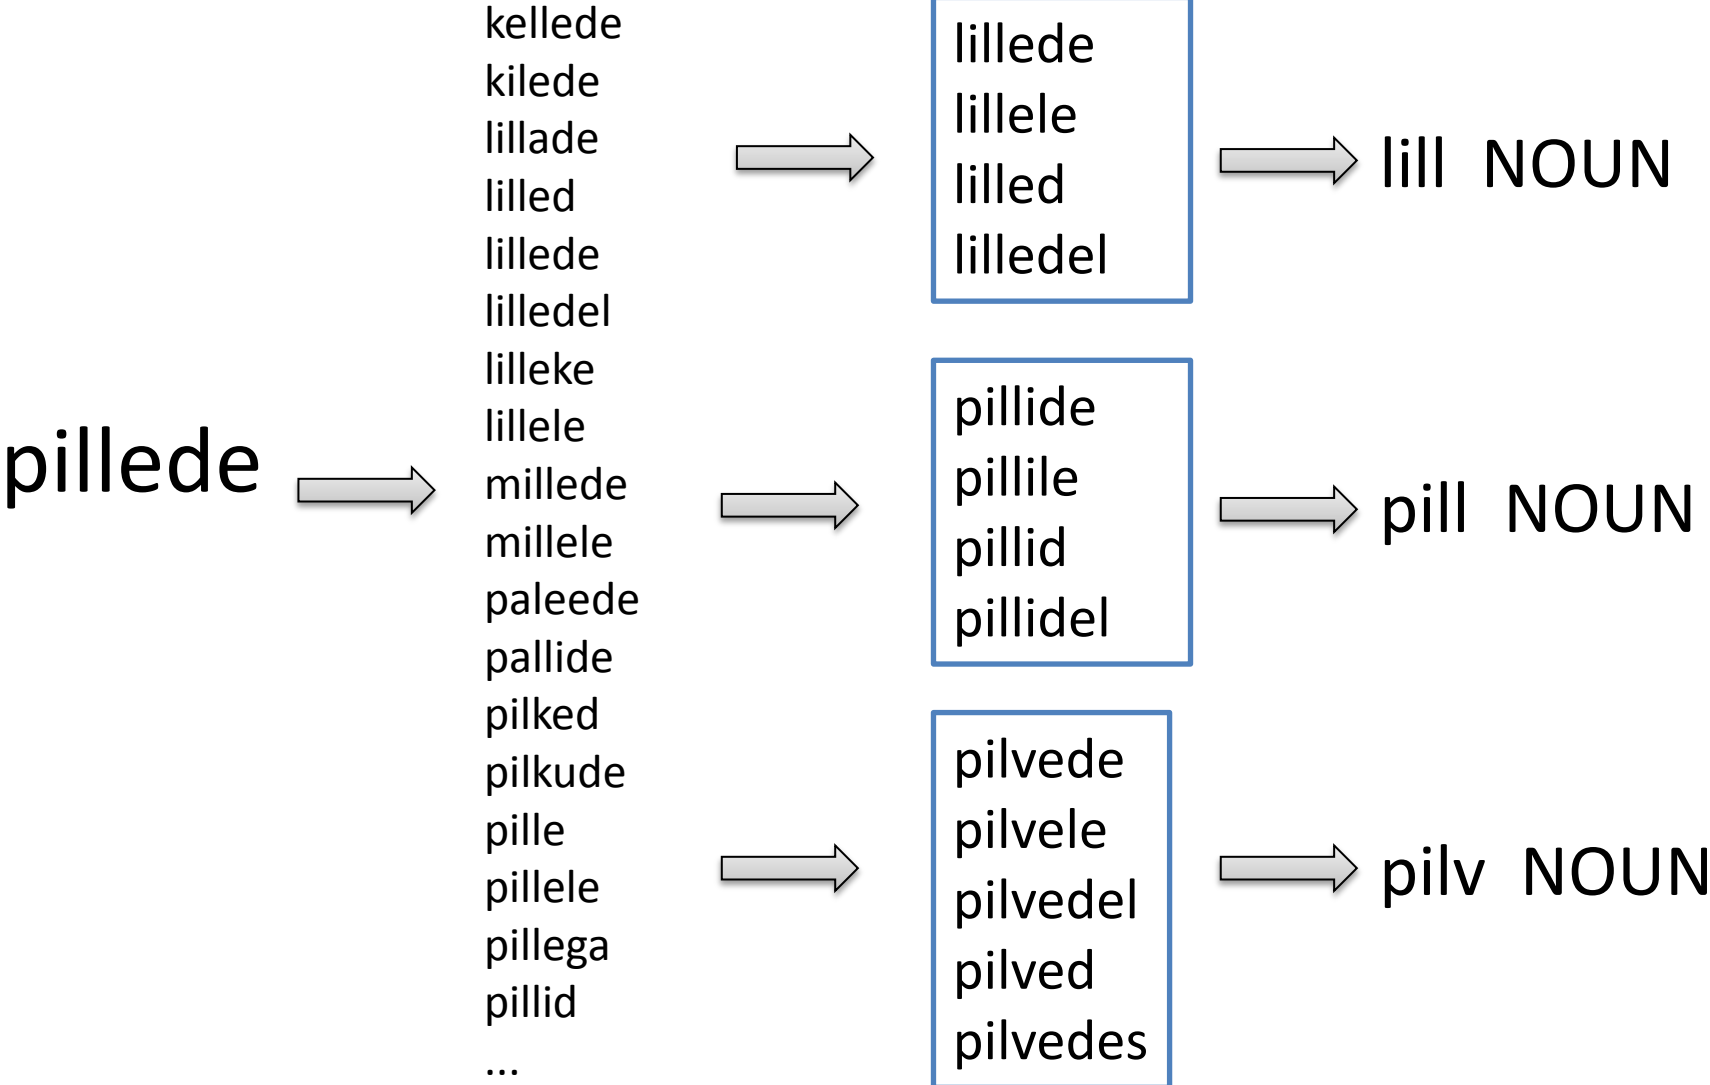 pillede
kellede
kilede
lillade
lilled
lillede
lilledel
lilleke
lillele
millede
millele
paleede
pallide
pilked
pilkude
pille
pillele
pillega
pillid
...
lillede
lillele
lilled
lilledel
lill NOUN
pillide
pillile
pillid
pillidel
pill NOUN
pilvede
pilvele
pilvedel
pilved
pilvedes
pilv NOUN